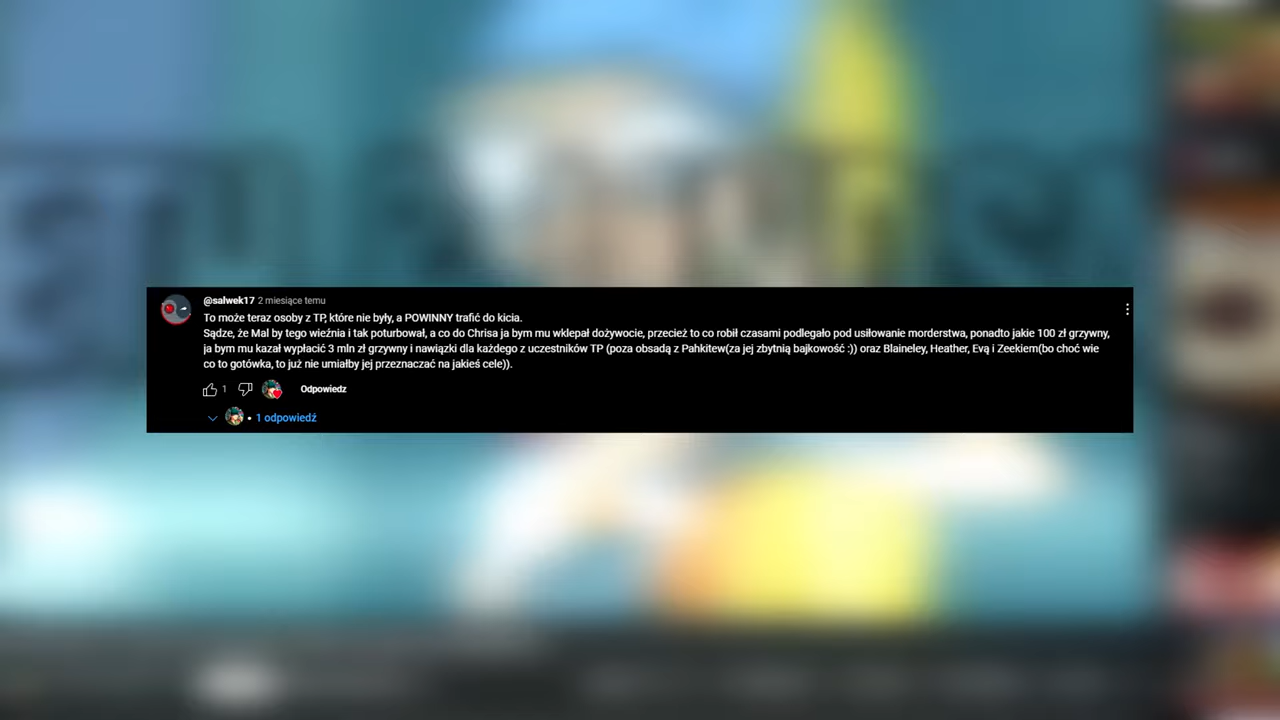 @salwek17 2 miesiące temu
To może teraz osoby z TP, które nie były, a POWINNY trafić do kicia.
Sądze, że Mal by tego wieźnia i tak poturbował, a co do Chrisa ja bym mu wklepał dożywocie, przecież to co robił czasami podlegało pod usiłowanie morderstwa, ponadto jakie 100 zł grzywny,
ja bym mu kazał wypłacić 3 mln zł grzywny i nawiązki dla każdego z uczestników TP (poza obsadą z Pahkitew(za jej zbytnią bajkowość :)) oraz Blaineley, Heather, Evą i Zeekiem(bo choć wie
co to gotówka, to już nie umiałby jej przeznaczać na jakieś cele)).
1 Odpowiedz
• 1 odpowiedź